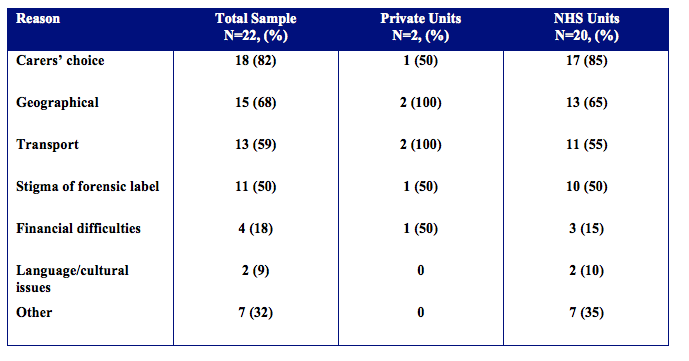 Reason Total Sample Private Units NHS Units
N=22, (%) N=2, (%) N=20, (%)
Carers’ choice 18 (82) 1 (50) 17 (85)
Geographical 15 (68) 2 (100) 13 (65)
Transport 13 (59) 2 (100) 11 (55)
Stigma of forensic label 11 (50) 1 (50) 10 (50)
Financial difficulties 4 (18) 1 (50) 3 (15)
Language/cultural 2 (9) 0 2 (10)
issues
Other 7 (32) 0 7 (35)